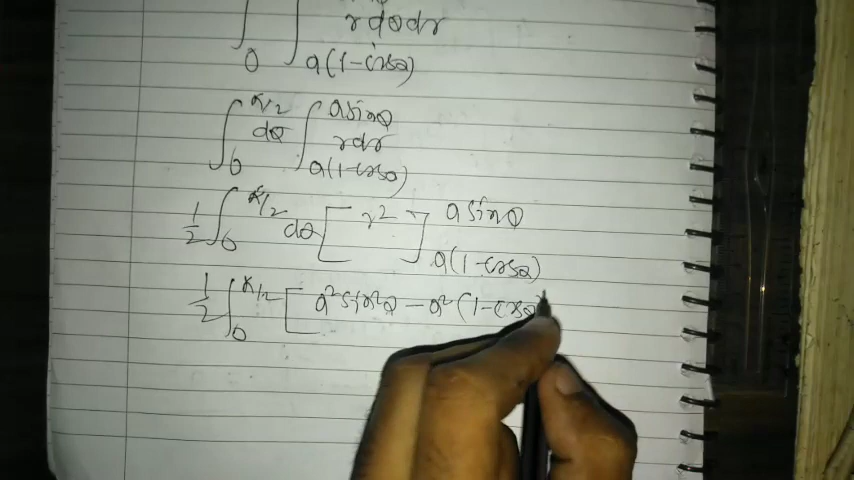 ∫ ∫ r dθ dr
0 a(1-cosθ)
∫ π/2 dθ ∫ a sinθ r dr
0 a(1-cosθ)
1/2 ∫ π/2 0 dθ [ r² ] a sinθ
a(1-cosθ)
1/2 ∫ π/2 0 [ a² sin²θ - a² (1-cosθ)